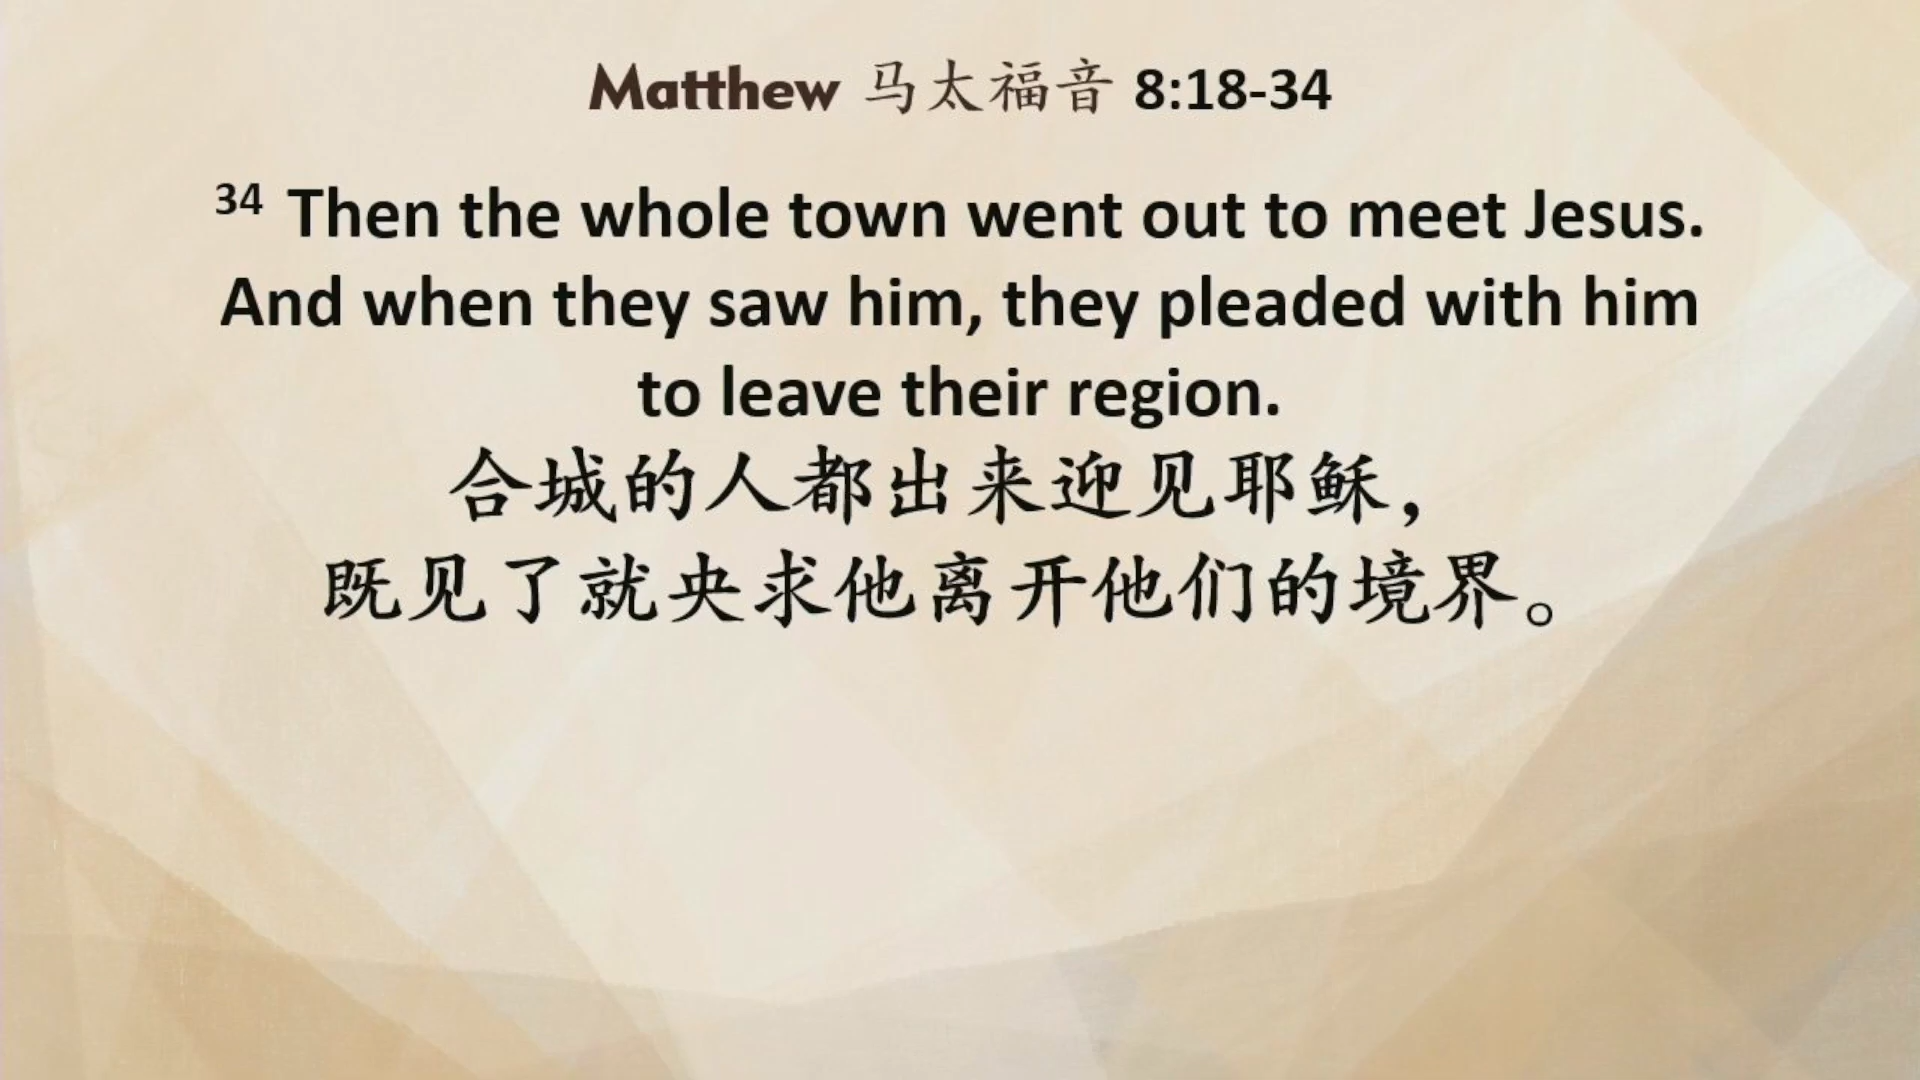 Matthew 马太福音 8:18-34
34 Then the whole town went out to meet Jesus.
And when they saw him, they pleaded with him
to leave their region.
合城的人都出来迎见耶稣，
既见了就央求他离开他们的境界。